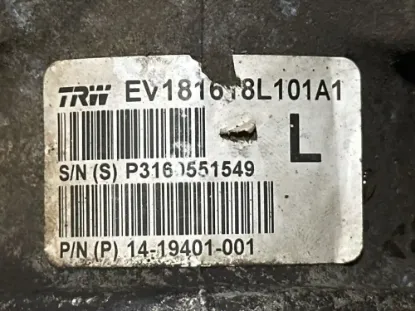 TRW EV181618L101A1
L
S/N (S) P3160551549
P/N (P) 14-19401-001